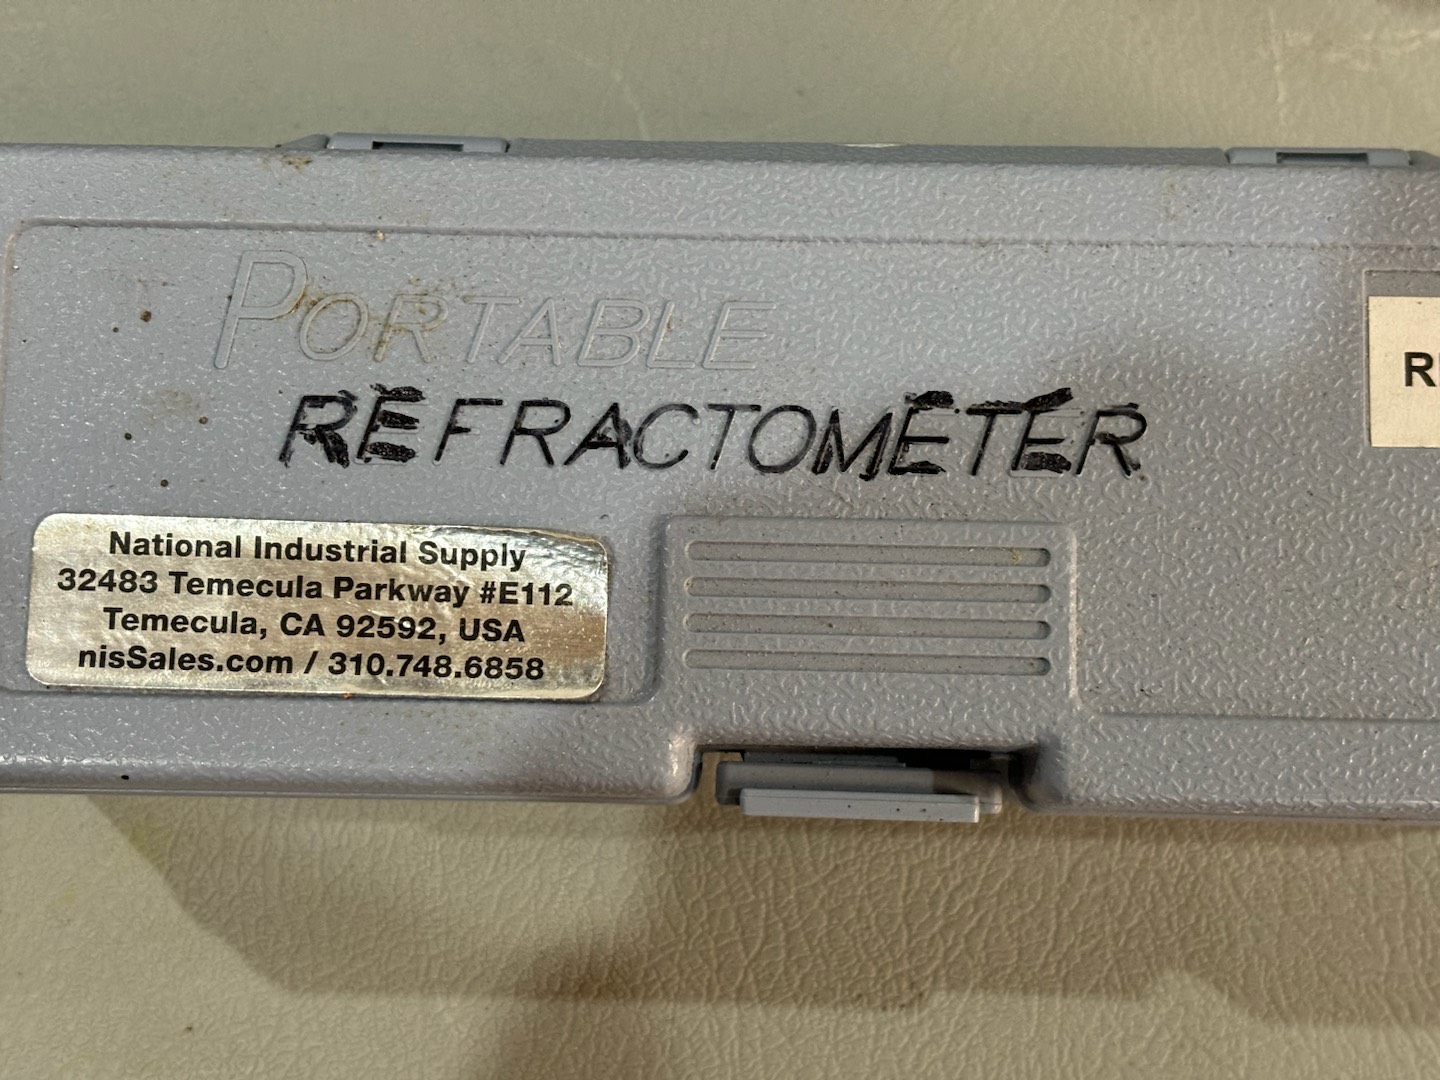 PORTABLE
REFRACTOMETER
National Industrial Supply
32483 Temecula Parkway #E112
Temecula, CA 92592, USA
nisSales.com / 310.748.6858